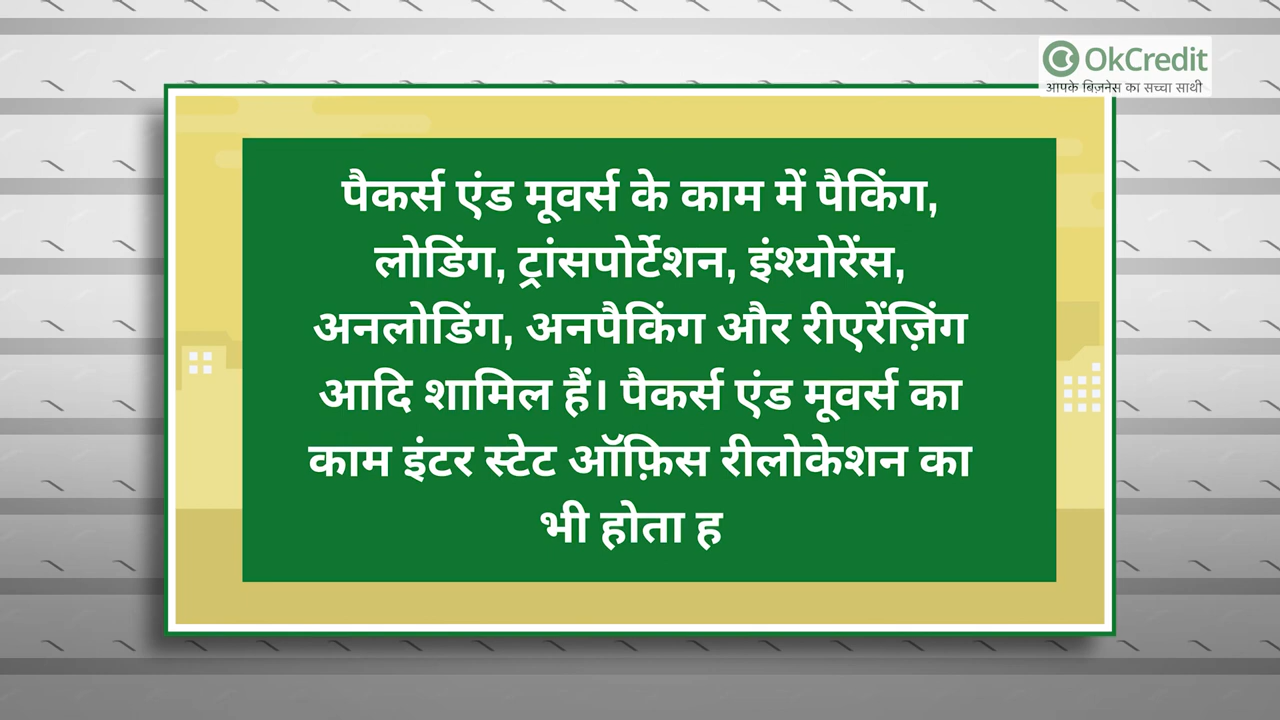 OkCredit
आपके बिज़नेस का सच्चा साथी
पैकर्स एंड मूवर्स के काम में पैकिंग,
लोडिंग, ट्रांसपोर्टेशन, इंश्योरेंस,
अनलोडिंग, अनपैकिंग और रीएरेंज़िंग
आदि शामिल हैं। पैकर्स एंड मूवर्स का
काम इंटर स्टेट ऑफ़िस रीलोकेशन का
भी होता ह